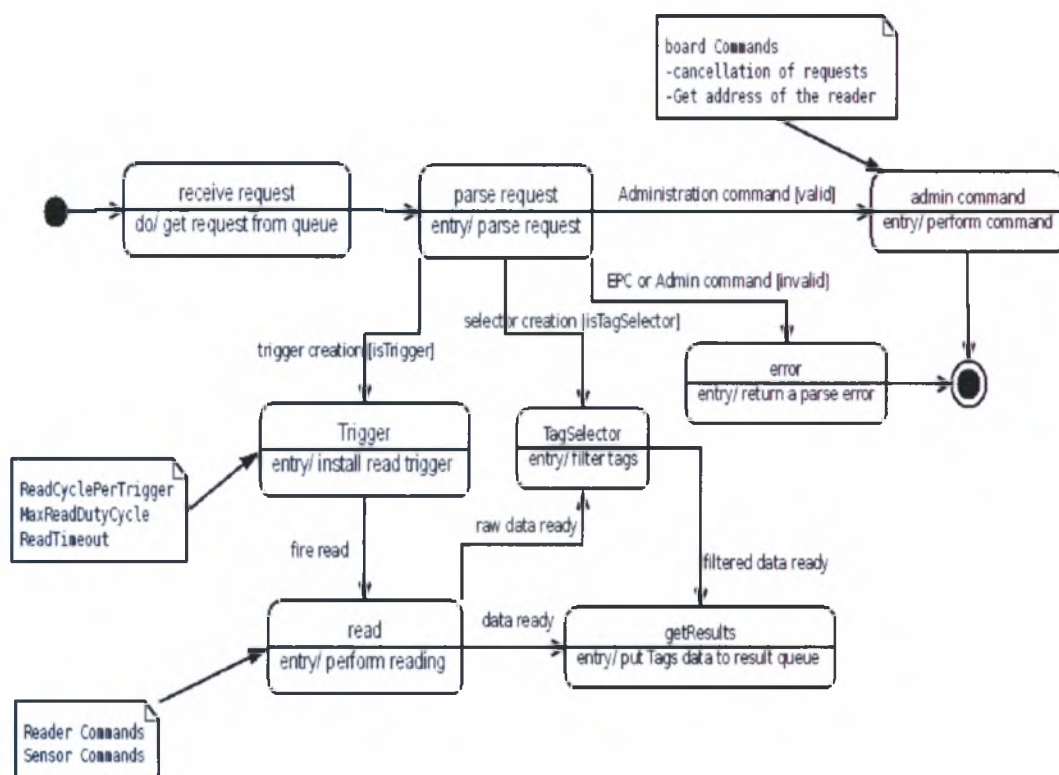 board Commands
-cancellation of requests
-Get address of the reader
receive request
do/ get request from queue
parse request
entry/ parse request
Administration command [valid]
admin command
entry/ perform command
EPC or Admin command [invalid]
selector creation [isTagSelector]
trigger creation [isTrigger]
error
entry/ return a parse error
Trigger
entry/ install read trigger
TagSelector
entry/ filter tags
ReadCyclePerTrigger
MaxReadDutyCycle
ReadTimeout
raw data ready
fire read
filtered data ready
read
entry/ perform reading
data ready
getResults
entry/ put Tags data to result queue
Reader Commands
Sensor Commands